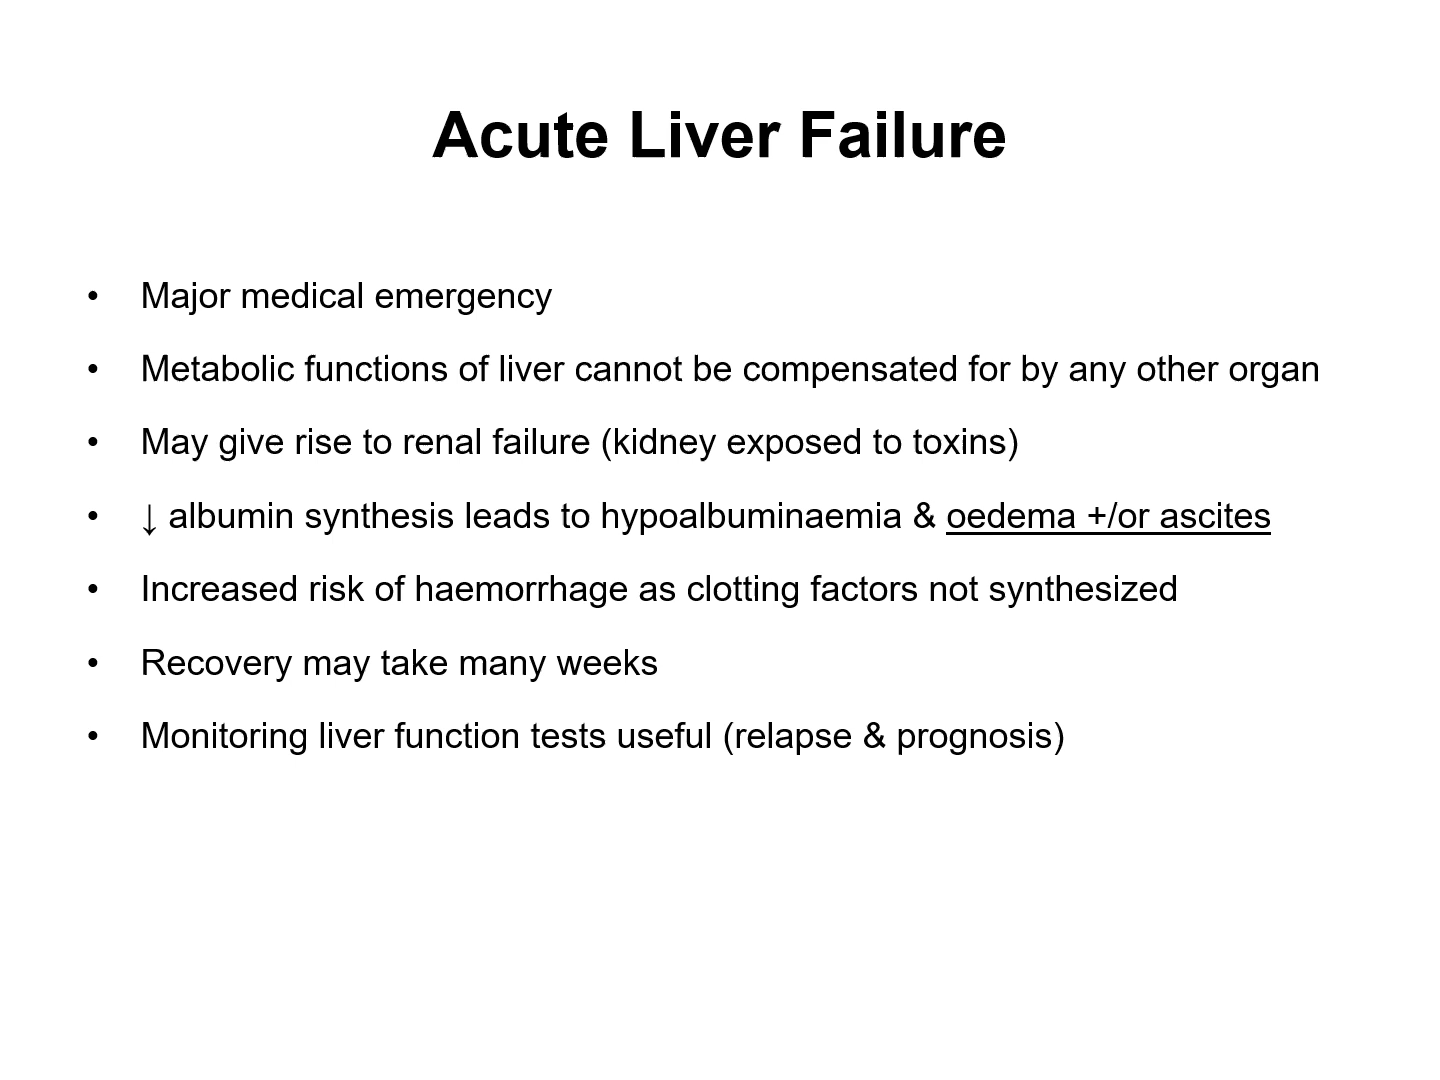 Acute Liver Failure
• Major medical emergency
• Metabolic functions of liver cannot be compensated for by any other organ
• May give rise to renal failure (kidney exposed to toxins)
• ↓ albumin synthesis leads to hypoalbuminaemia & oedema +/or ascites
• Increased risk of haemorrhage as clotting factors not synthesized
• Recovery may take many weeks
• Monitoring liver function tests useful (relapse & prognosis)